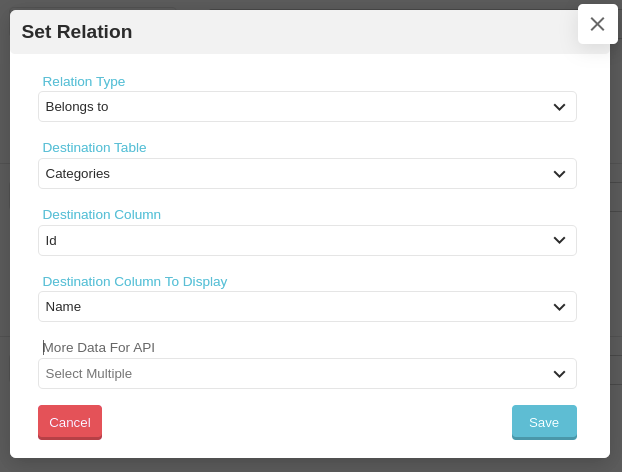 Set Relation
Relation Type
Belongs to
Destination Table
Categories
Destination Column
Id
Destination Column To Display
Name
More Data For API
Select Multiple
Cancel
Save